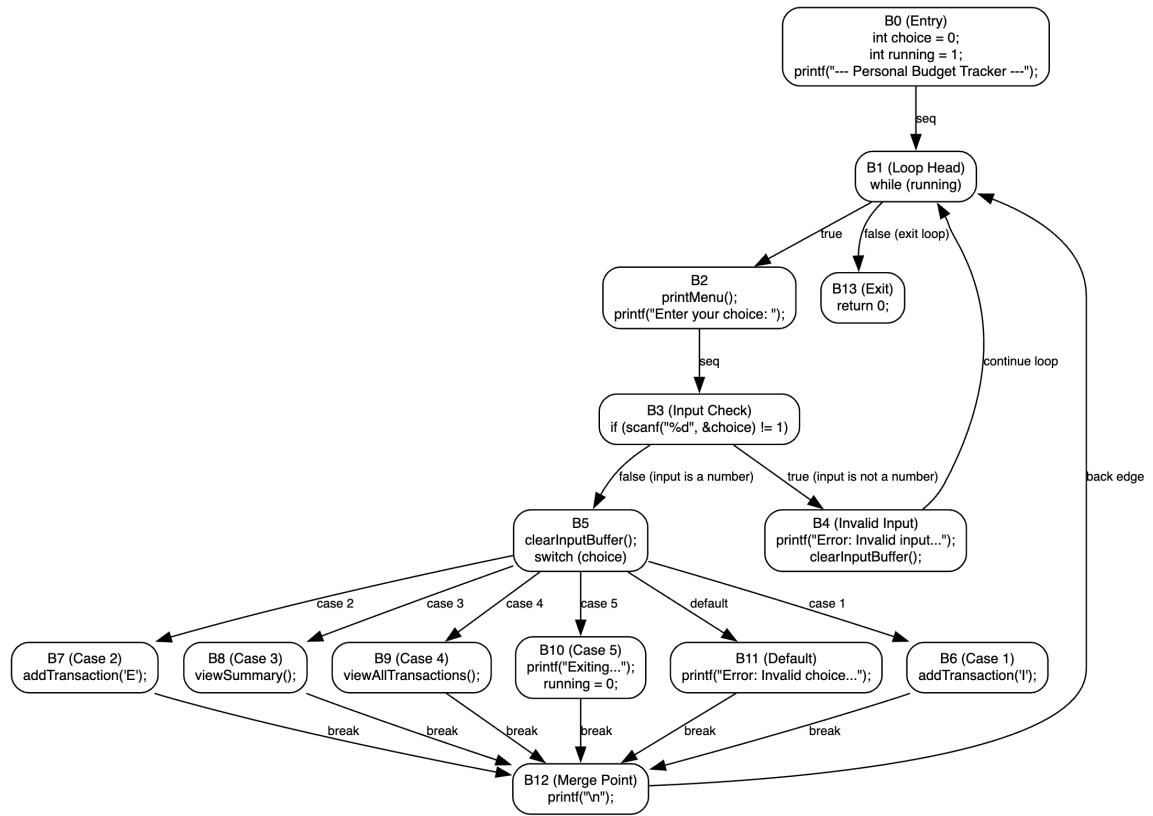 B0 (Entry)
int choice = 0;
int running = 1;
printf("--- Personal Budget Tracker ---");
seq
B1 (Loop Head)
while (running)
true
false (exit loop)
B2
printMenu();
printf("Enter your choice: ");
B13 (Exit)
return 0;
seq
continue loop
B3 (Input Check)
if (scanf("%d", &choice) != 1)
false (input is a number)
true (input is not a number)
back edge
B5
clearInputBuffer();
switch (choice)
B4 (Invalid Input)
printf("Error: Invalid input...");
clearInputBuffer();
case 2
case 3
case 4
case 5
default
case 1
B7 (Case 2)
addTransaction('E');
B8 (Case 3)
viewSummary();
B9 (Case 4)
viewAllTransactions();
B10 (Case 5)
printf("Exiting...");
running = 0;
B11 (Default)
printf("Error: Invalid choice...");
B6 (Case 1)
addTransaction('I');
break
break
break
break
break
break
B12 (Merge Point)
printf("\n");